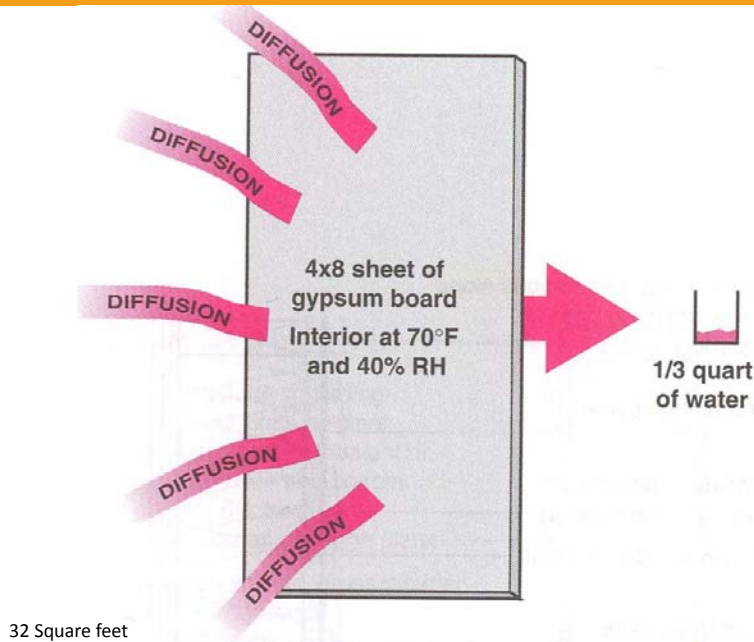 DIFFUSION
DIFFUSION
DIFFUSION
4x8 sheet of
gypsum board
Interior at 70°F
and 40% RH
1/3 quart
of water
DIFFUSION
DIFFUSION
32 Square feet